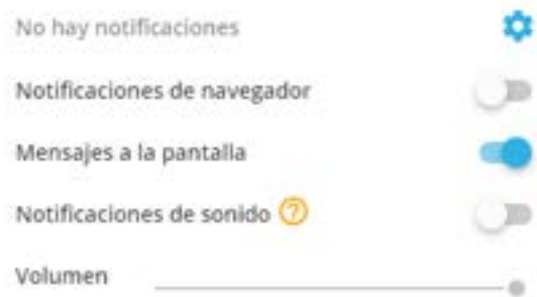 No hay notificaciones
Notificaciones de navegador
Mensajes a la pantalla
Notificaciones de sonido ?
Volumen